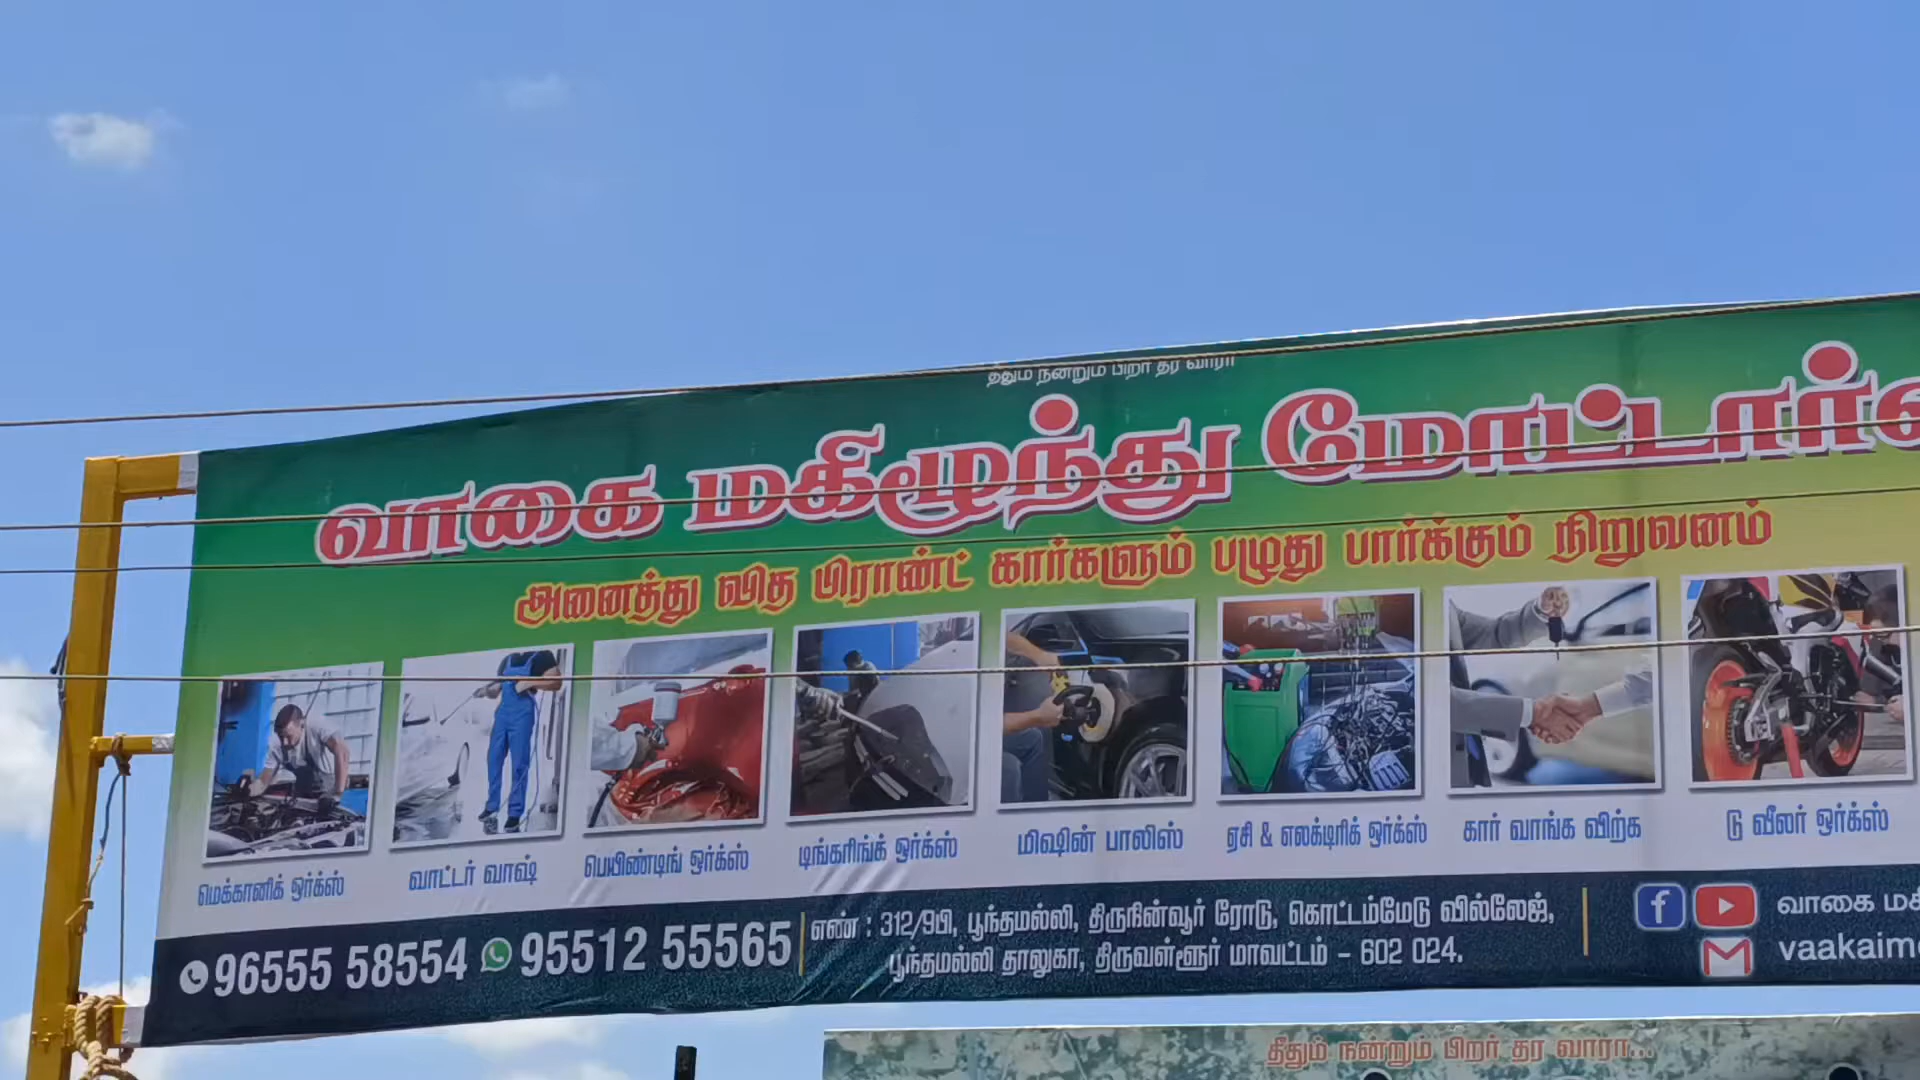 தீதும் நன்றும் பிறர் தர வாரா
வாகை மகிழுந்து மோட்டார்ஸ்
அனைத்து வித பிராண்ட் கார்களும் பழுது பார்க்கும் நிறுவனம்
மெக்கானிக் ஒர்க்ஸ் வாட்டர் வாஷ் பெயிண்டிங் ஒர்க்ஸ் டிங்கரிங்க் ஒர்க்ஸ் மிஷின் பாலிஸ் ஏசி & எலக்டிரிக் ஒர்க்ஸ் கார் வாங்க விற்க டு வீலர் ஒர்க்ஸ்
96555 58554 95512 55565
எண் : 312/9பி, பூந்தமல்லி, திருநின்வூர் ரோடு, கொட்டம்மேடு வில்லேஜ்,
பூந்தமல்லி தாலுகா, திருவள்ளூர் மாவட்டம் – 602 024.
வாகை
vaakaim
தீதும் நன்றும் பிறர் தர வாரா...